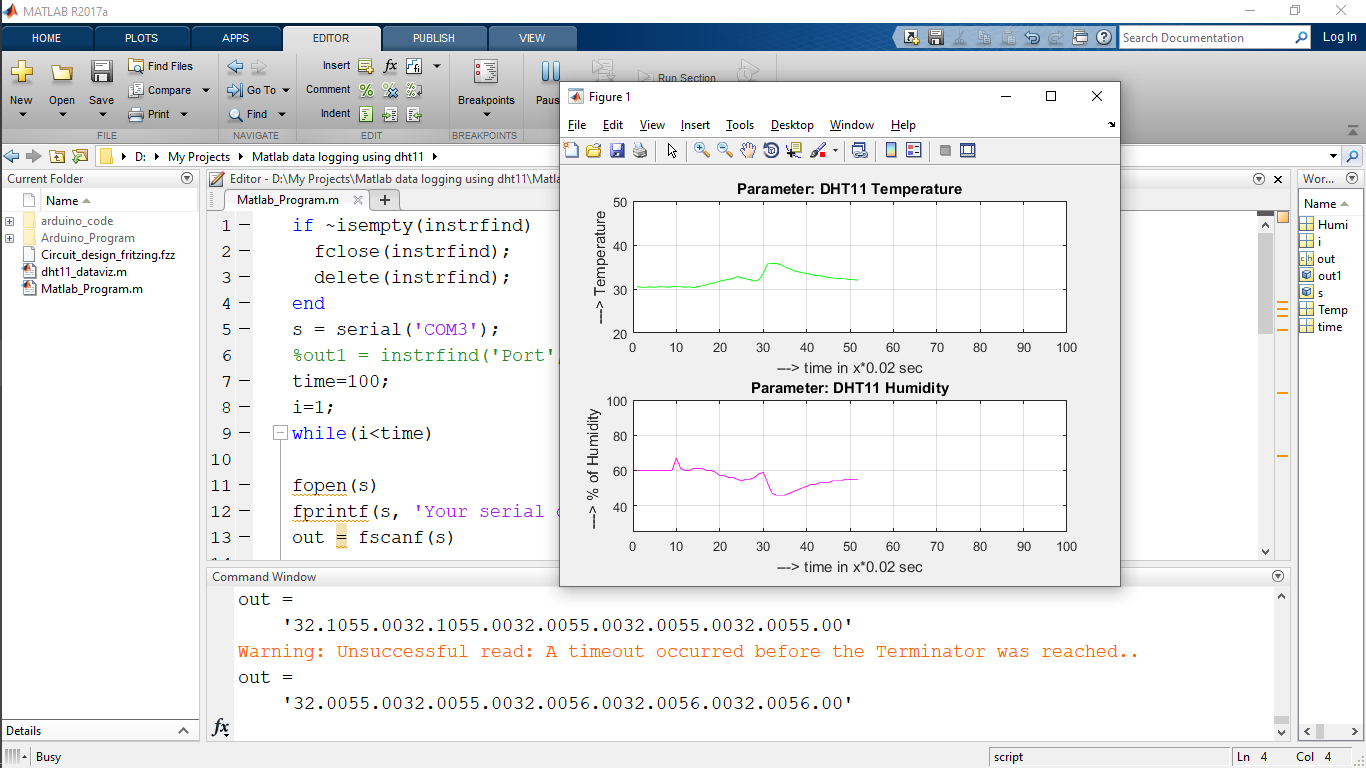 MATLAB R2017a
HOME PLOTS APPS EDITOR PUBLISH VIEW
Search Documentation
Log In
New
Open
Save
Find Files
Compare
Print
FILE
Go To
Find
NAVIGATE
Insert
Comment
Indent
EDIT
Breakpoints
BREAKPOINTS
Run Section
D: My Projects Matlab data logging using dht11
Current Folder
Name
arduino_code
Arduino_Program
Circuit_design_fritzing.fzz
dht11_dataviz.m
Matlab_Program.m
Details
Editor - D:\My Projects\Matlab data logging using dht11\
Matlab_Program.m
1 if ~isempty(instrfind)
2 fclose(instrfind);
3 delete(instrfind);
4 end
5 s = serial('COM3');
6 %out1 = instrfind('Port'
7 time=100;
8 i=1;
9 while(i<time)
10
11 fopen(s)
12 fprintf(s, 'Your serial
13 out = fscanf(s)
Figure 1
File Edit View Insert Tools Desktop Window Help
Parameter: DHT11 Temperature
---> Temperature
50
40
30
20
0 10 20 30 40 50 60 70 80 90 100
---> time in x*0.02 sec
Parameter: DHT11 Humidity
---> % of Humidity
100
80
60
40
0 10 20 30 40 50 60 70 80 90 100
---> time in x*0.02 sec
Wor...
Name
Humi
i
out
out1
s
Temp
time
Command Window
out =
'32.1055.0032.1055.0032.0055.0032.0055.0032.0055.00'
Warning: Unsuccessful read: A timeout occurred before the Terminator was reached..
out =
'32.0055.0032.0055.0032.0056.0032.0056.0032.0056.00'
fx
Busy
script
Ln 4 Col 4